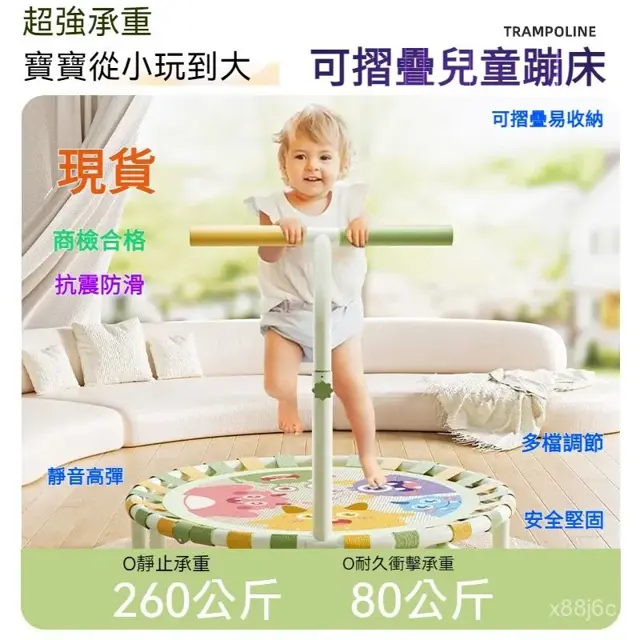 超強承重
寶寶從小玩到大
TRAMPOLINE
可摺疊兒童蹦床
可摺疊易收納
現貨
商檢合格
抗震防滑
靜音高彈
多檔調節
安全堅固
O靜止承重
260公斤
O耐久衝擊承重
80公斤
x88j6c